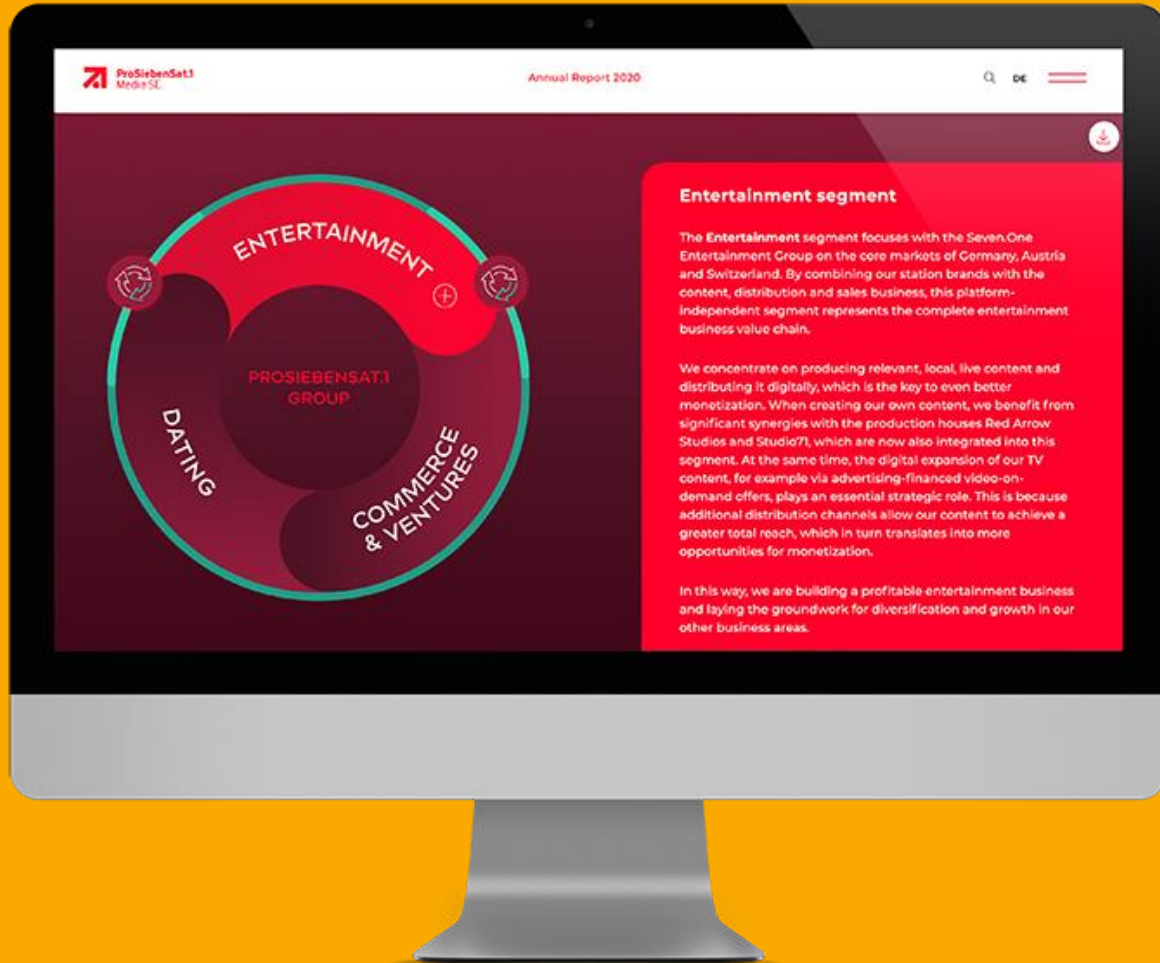 ProSiebenSat.1
Media SE
Annual Report 2020
DE
ENTERTAINMENT
DATING
COMMERCE
& VENTURES
PROSIEBENSAT.1
GROUP
Entertainment segment
The Entertainment segment focuses with the Seven.One
Entertainment Group on the core markets of Germany, Austria
and Switzerland. By combining our station brands with the
content, distribution and sales business, this platform-
independent segment represents the complete entertainment
business value chain.
We concentrate on producing relevant, local, live content and
distributing it digitally, which is the key to even better
monetization. When creating our own content, we benefit from
significant synergies with the production houses Red Arrow
Studios and Studio71, which are now also integrated into this
segment. At the same time, the digital expansion of our TV
content, for example via advertising-financed video-on-
demand offers, plays an essential strategic role. This is because
additional distribution channels allow our content to achieve a
greater total reach, which in turn translates into more
opportunities for monetization.
In this way, we are building a profitable entertainment business
and laying the groundwork for diversification and growth in our
other business areas.